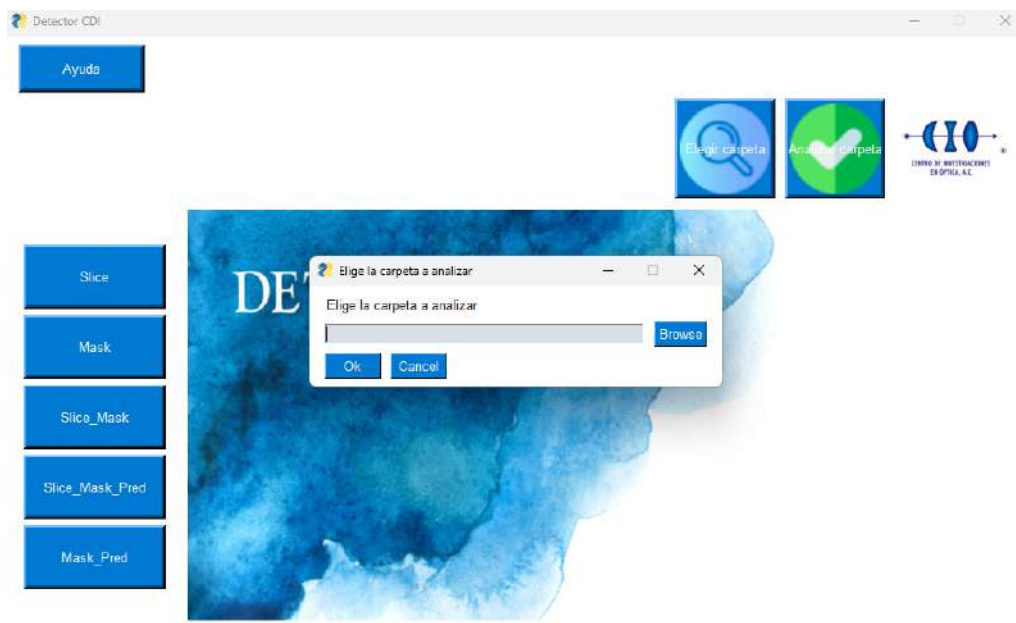 Detector CDI
Ayuda
Elegir carpeta
Analizar carpeta
CIO
CENTRO DE INVESTIGACIONES
EN ÓPTICA, A.C.
DE
Elige la carpeta a analizar
Elige la carpeta a analizar
Browse
Ok
Cancel
Slice
Mask
Slice_Mask
Slice_Mask_Pred
Mask_Pred